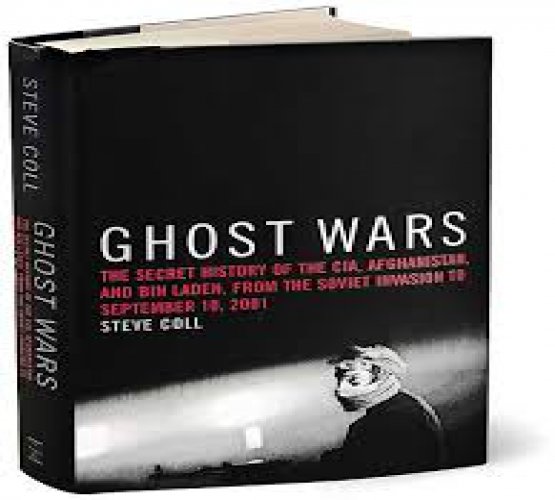 STEVE COLL
GHOST WARS
GHOST WARS
THE SECRET HISTORY OF THE CIA, AFGHANISTAN,
AND BIN LADEN, FROM THE SOVIET INVASION TO
SEPTEMBER 10, 2001
STEVE COLL